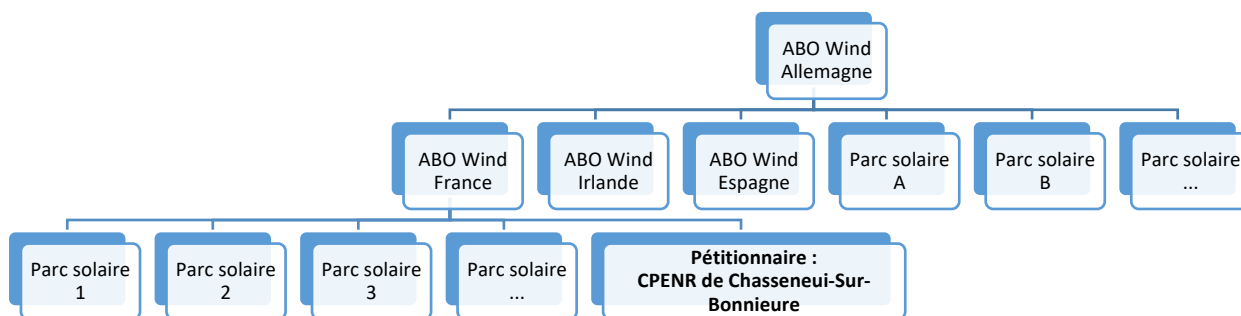 ABO Wind
Allemagne
ABO Wind
France
ABO Wind
Irlande
ABO Wind
Espagne
Parc solaire
A
Parc solaire
B
Parc solaire
...
Parc solaire
1
Parc solaire
2
Parc solaire
3
Parc solaire
...
Pétitionnaire :
CPENR de Chasseneui-Sur-
Bonnieure